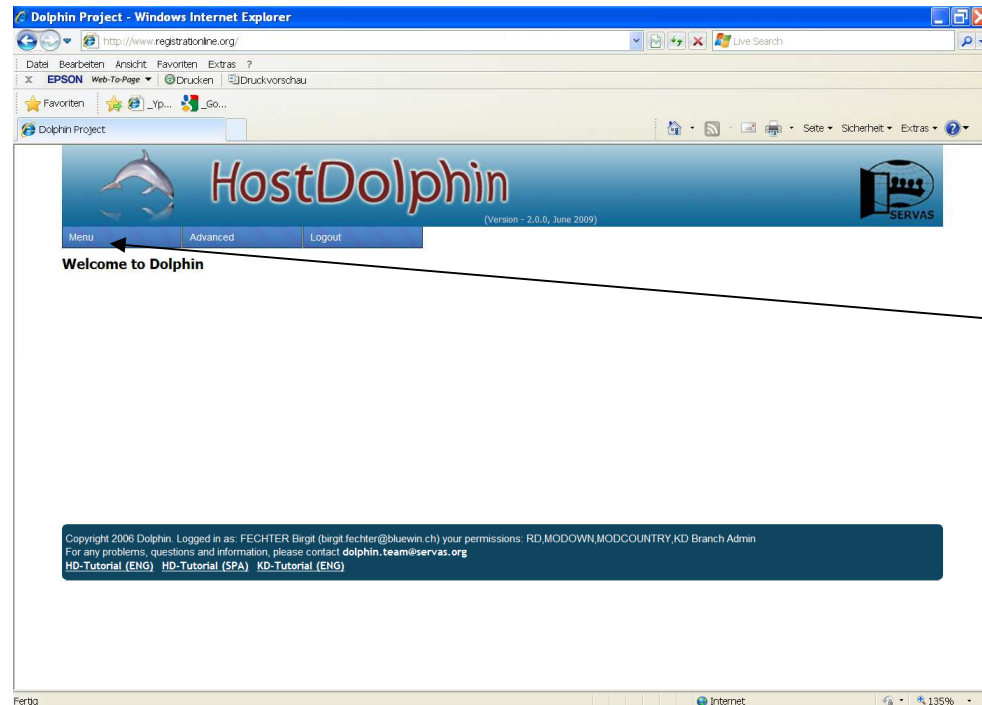 Dolphin Project - Windows Internet Explorer
http://www.registrationline.org/
Live Search
Datei Bearbeiten Ansicht Favoriten Extras ?
X EPSON Web-To-Page Drucken Druckvorschau
Favoriten _Yp... _Go...
Dolphin Project
Seite Sicherheit Extras
HostDolphin
(Version - 2.0.0, June 2009)
SERVAS
Menu Advanced Logout
Welcome to Dolphin
Copyright 2006 Dolphin. Logged in as: FECHTER Birgit (birgit.fechter@bluewin.ch) your permissions: RD,MODOWN,MODCOUNTRY,KD Branch Admin
For any problems, questions and information, please contact dolphin.team@servas.org
HD-Tutorial (ENG) HD-Tutorial (SPA) KD-Tutorial (ENG)
Fertig Internet 135%